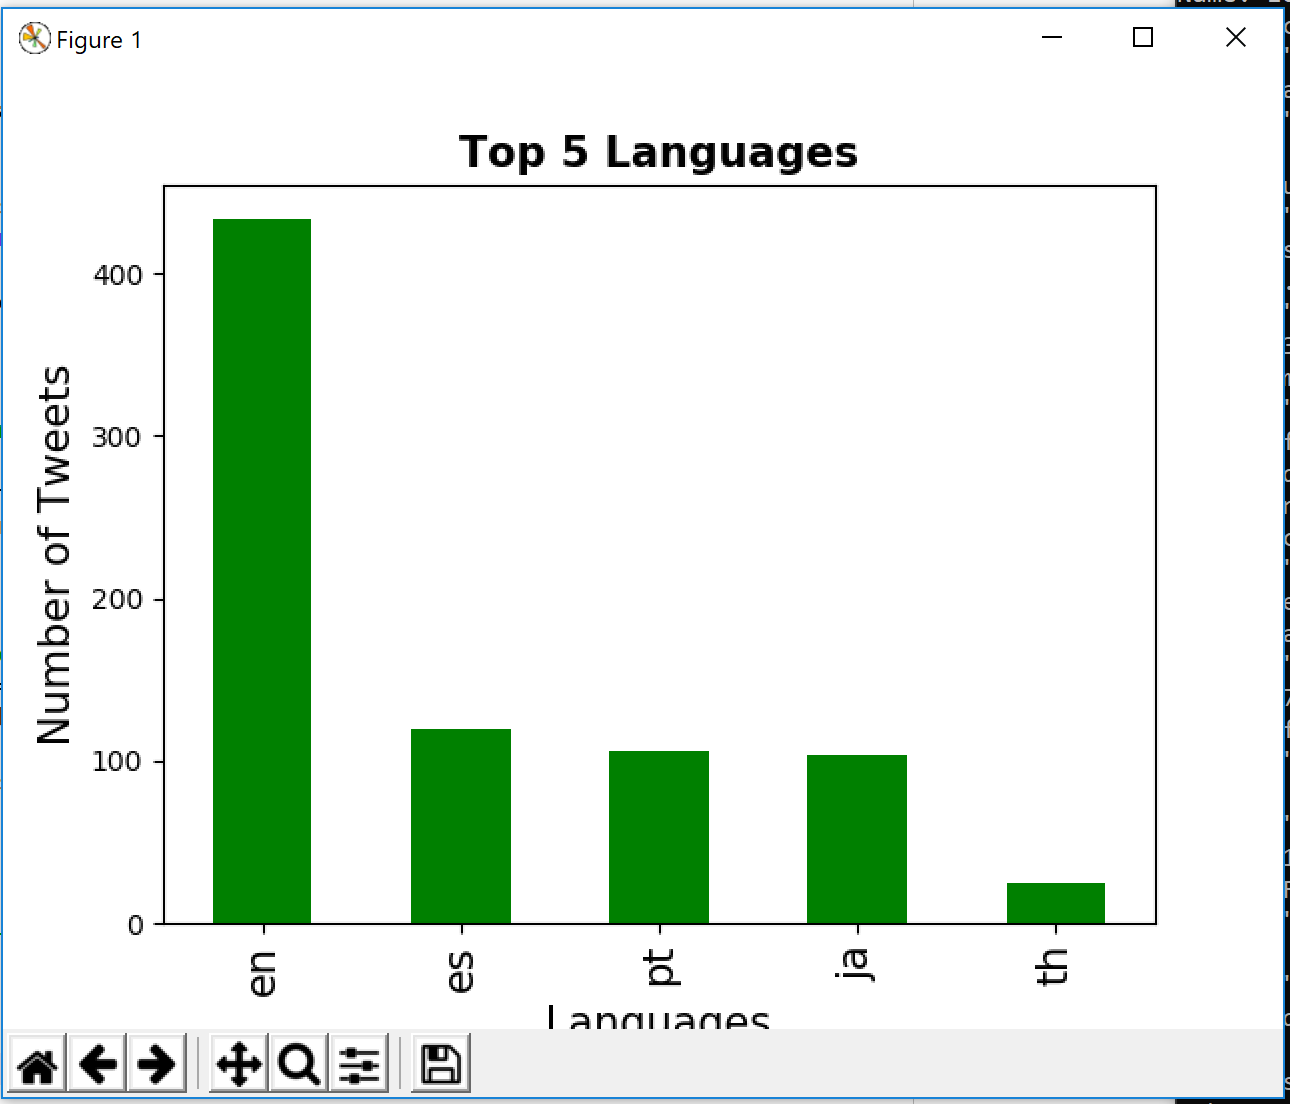 Figure 1
Top 5 Languages
400
300
200
100
0
Number of Tweets
en es pt ja th
Languages